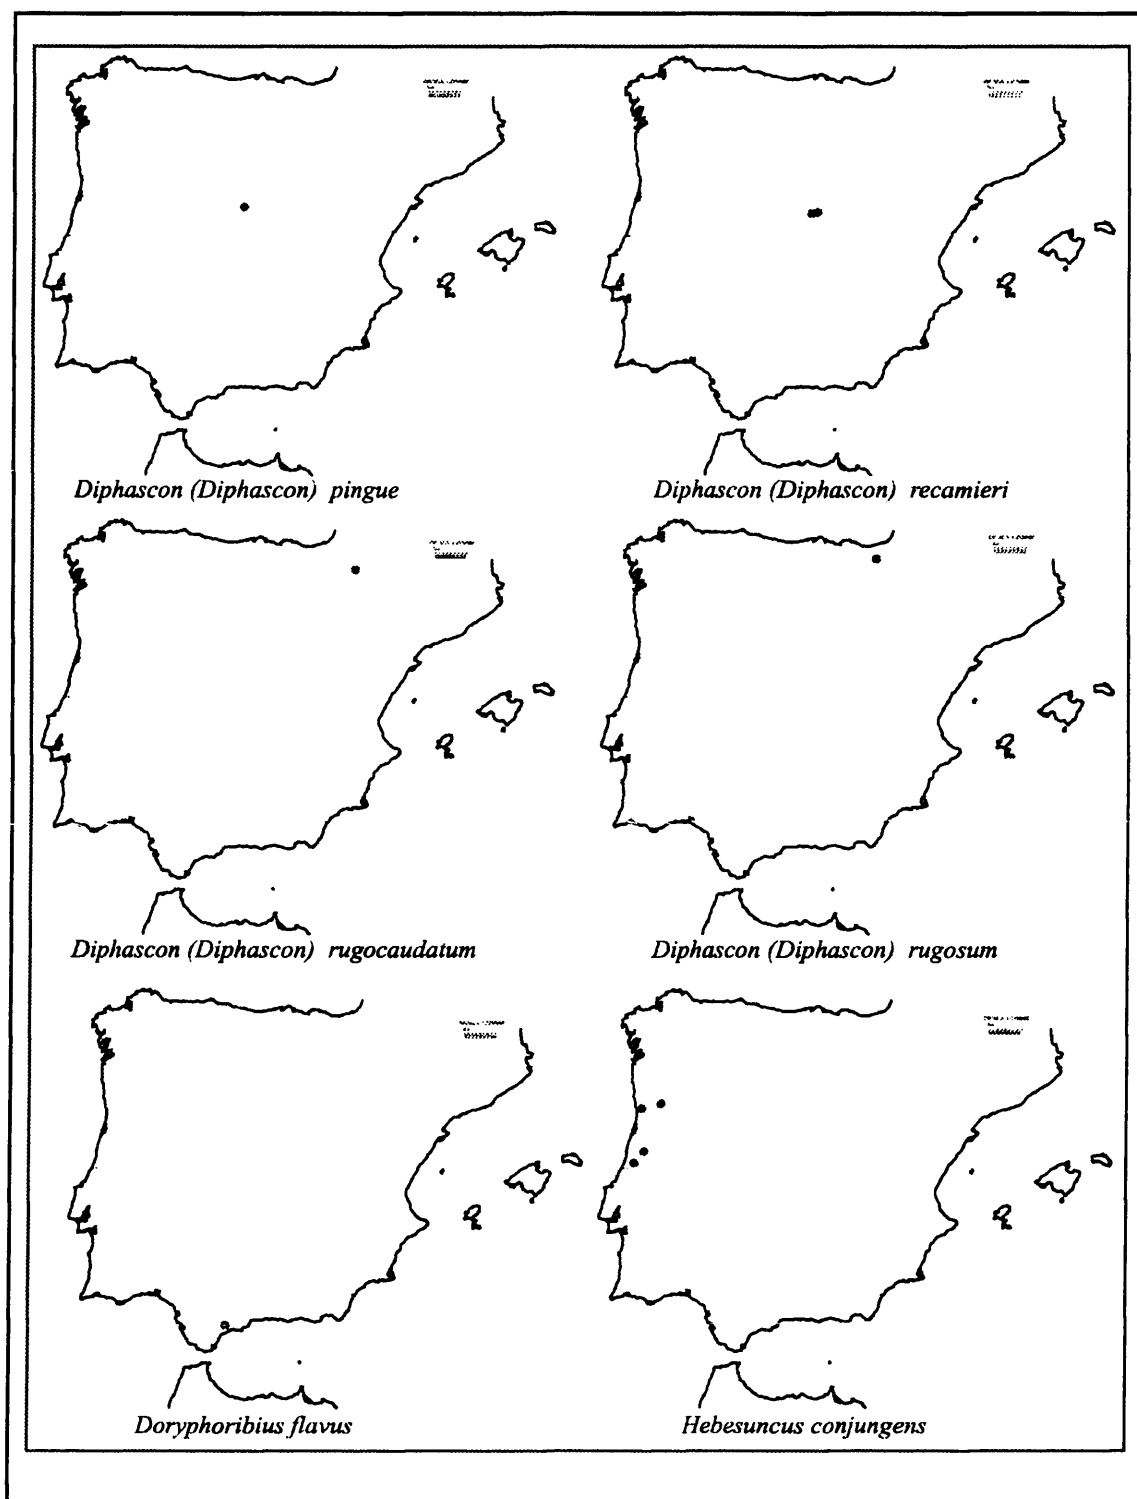 Diphascon (Diphascon) pingue
Diphascon (Diphascon) recamieri
Diphascon (Diphascon) rugocaudatum
Diphascon (Diphascon) rugosum
Doryphoribius flavus
Hebesuncus conjungens